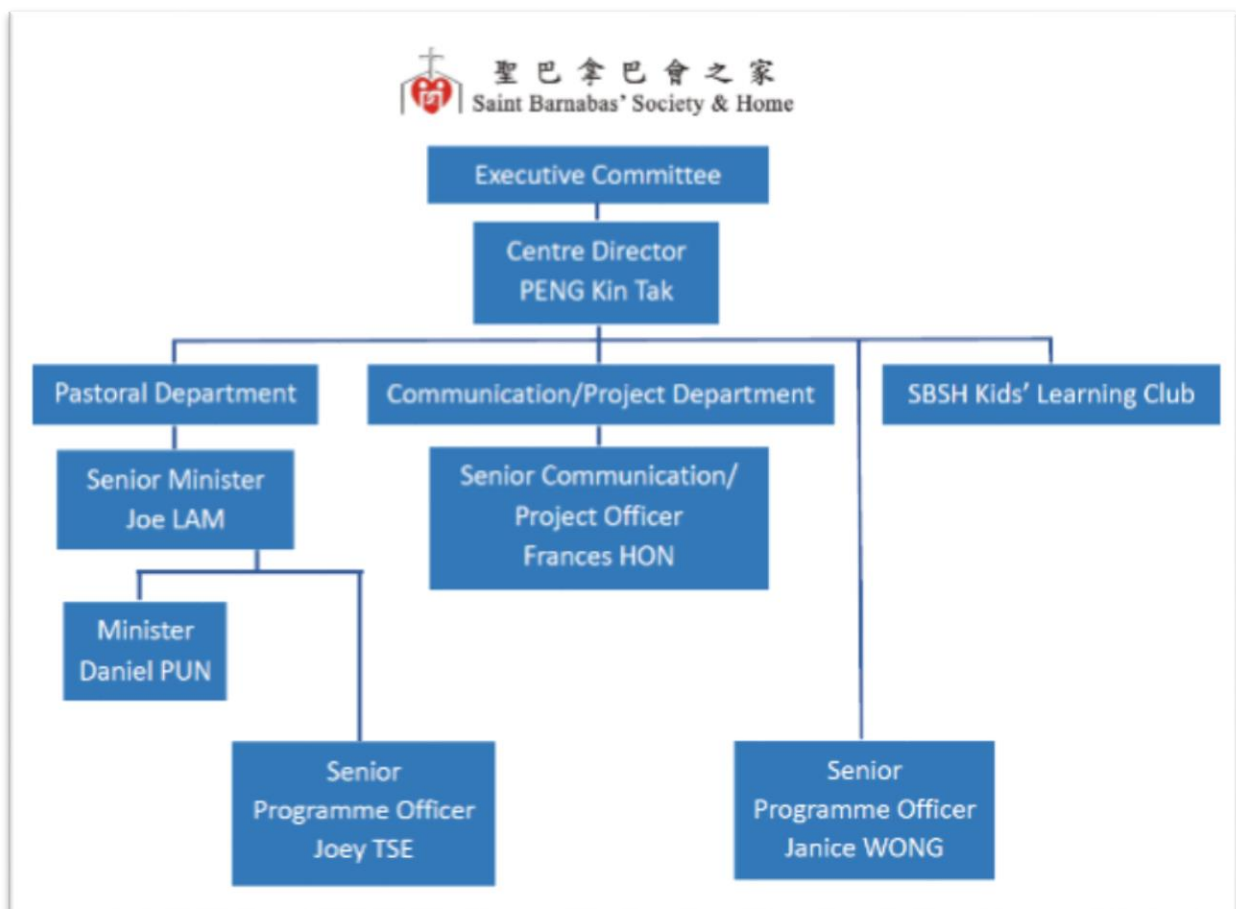 聖巴拿巴會之家
Saint Barnabas' Society & Home
Executive Committee
Centre Director
PENG Kin Tak
Pastoral Department
Communication/Project Department
SBSH Kids' Learning Club
Senior Minister
Joe LAM
Senior Communication/
Project Officer
Frances HON
Minister
Daniel PUN
Senior
Programme Officer
Joey TSE
Senior
Programme Officer
Janice WONG